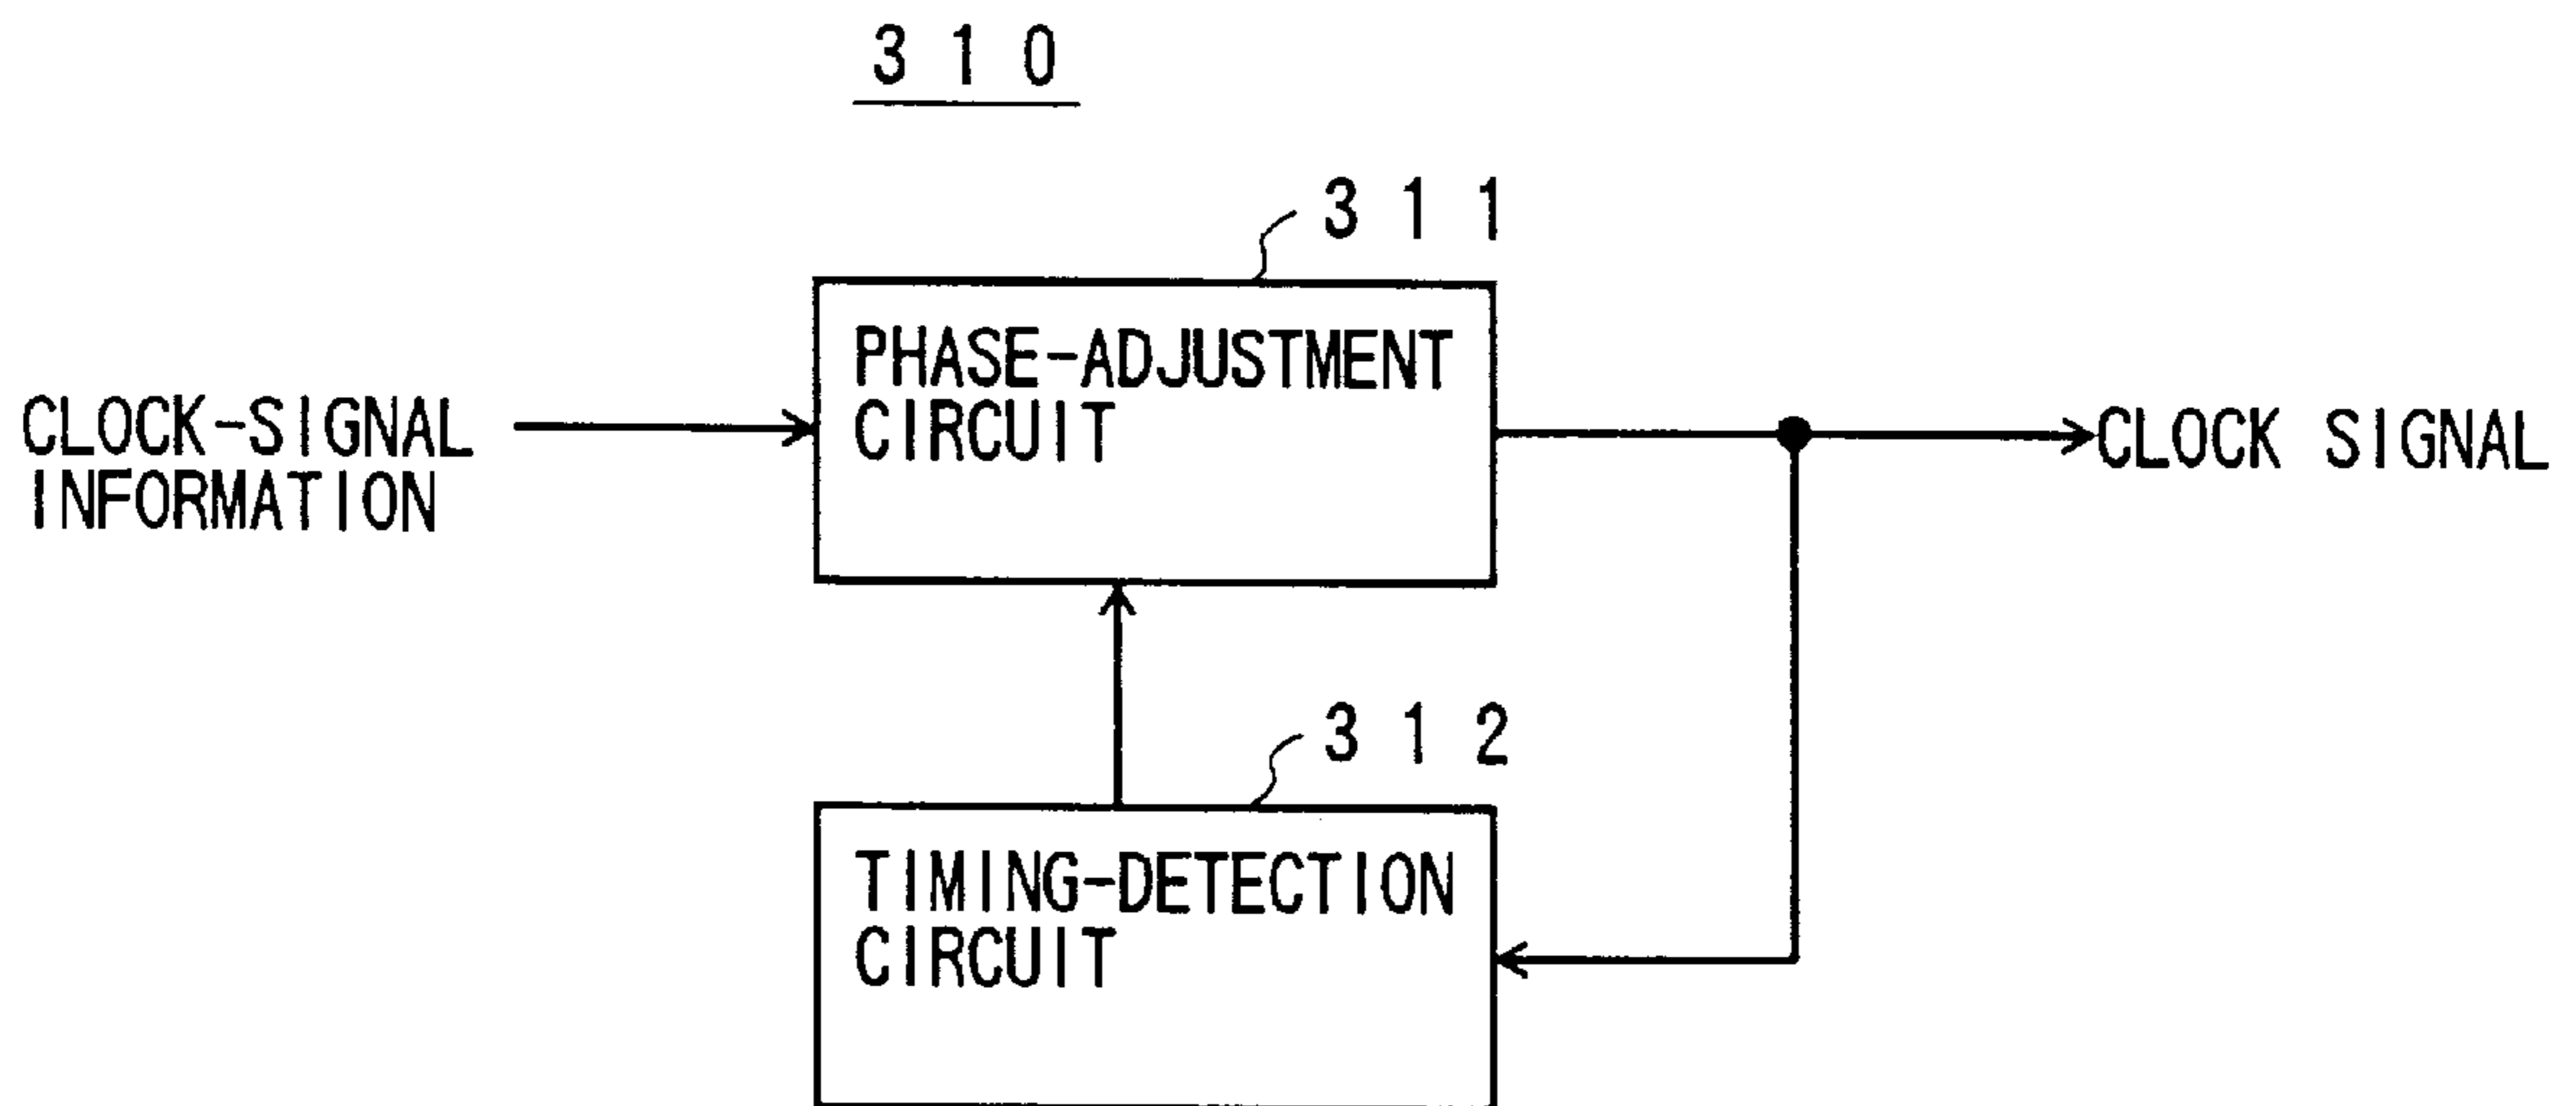 310
311
PHASE-ADJUSTMENT
CIRCUIT
CLOCK-SIGNAL
INFORMATION
CLOCK SIGNAL
312
TIMING-DETECTION
CIRCUIT